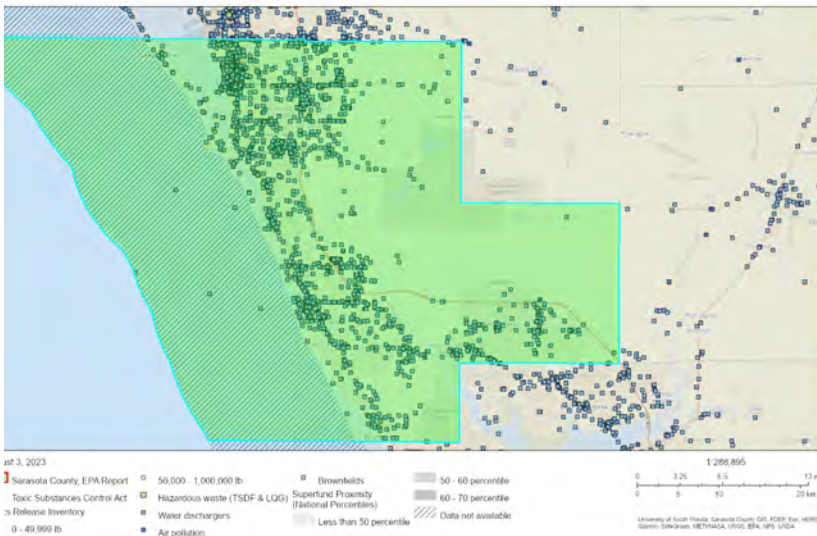 ust 3, 2023
Sarasota County, EPA Report
Toxic Substances Control Act
cs Release Inventory
0 - 49,999 lb
50,000 - 1,000,000 lb
Hazardous waste (TSDF & LQG)
Water dischargers
Air pollution
Brownfields
Superfund Proximity
(National Percentiles)
Less than 50 percentile
50 - 60 percentile
60 - 70 percentile
Data not available
1:288,895
0 3.25 6.5 13 m
0 5 10 20 km
University of South Florida, Sarasota County GIS, FDEP, Esri, HERE
Garmin, SafeGraph, METI/NASA, USGS, EPA, NPS, USDA